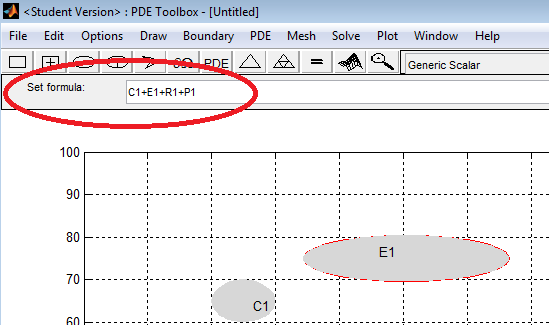 <Student Version> : PDE Toolbox - [Untitled]
File Edit Options Draw Boundary PDE Mesh Solve Plot Window Help
PDE = Generic Scalar
Set formula: C1+E1+R1+P1
100
90
80
E1
70
C1
60